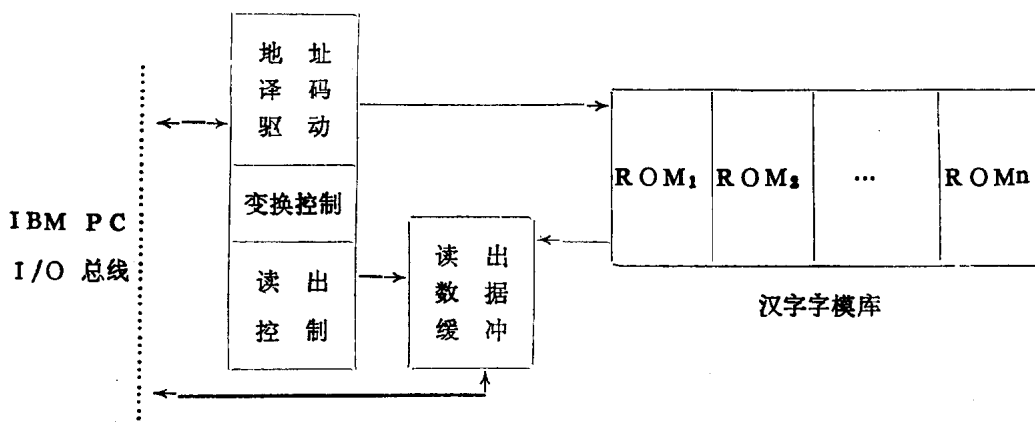 地 址
译 码
驱 动
变换控制
读 出
控 制
IBM PC
I/O 总线
读 出
数 据
缓 冲
ROM₁ ROM₂ … ROMn
汉字字模库